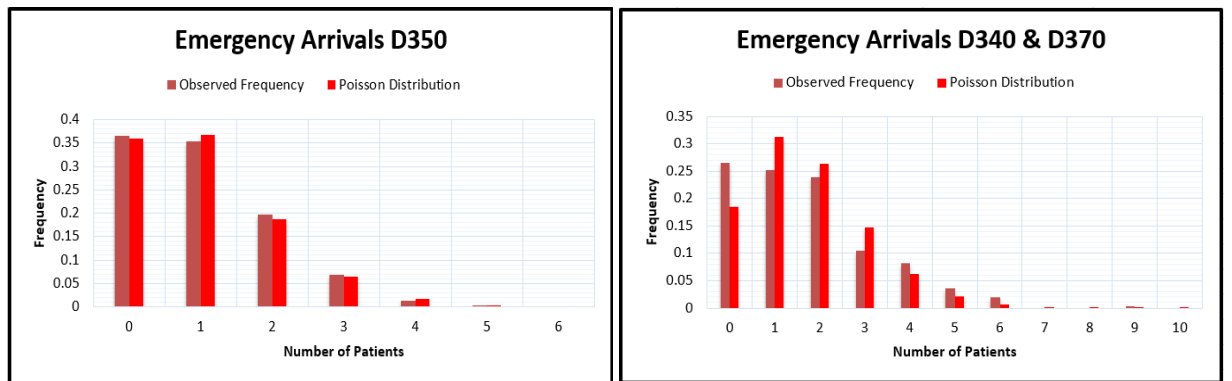 Emergency Arrivals D350
Observed Frequency Poisson Distribution
0.4
0.35
0.3
0.25
0.2
0.15
0.1
0.05
0
Frequency
0 1 2 3 4 5 6
Number of Patients
Emergency Arrivals D340 & D370
Observed Frequency Poisson Distribution
0.35
0.3
0.25
0.2
0.15
0.1
0.05
0
Frequency
0 1 2 3 4 5 6 7 8 9 10
Number of Patients